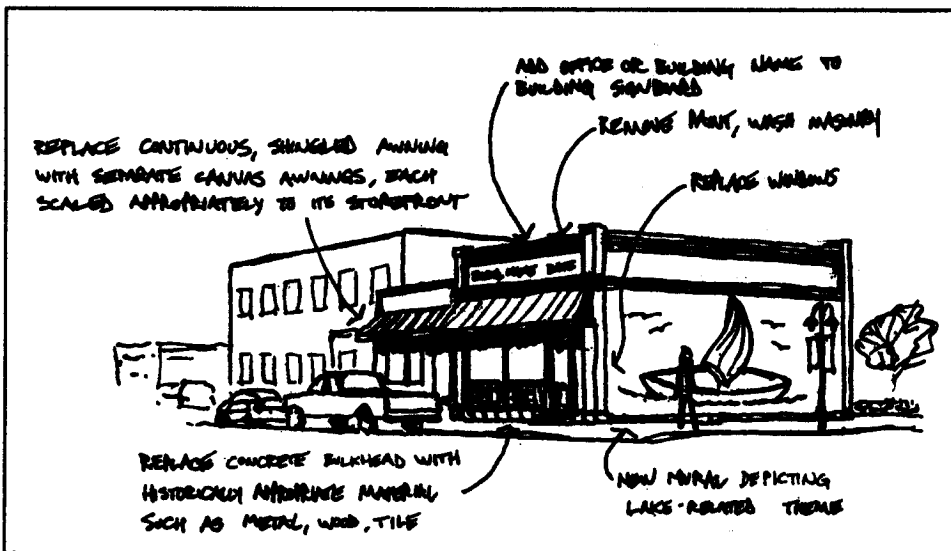 ADD OFFICE OR BUILDING NAME TO
BUILDING SIGNBOARD
REMOVE PAINT, WASH MASONRY
REPLACE CONTINUOUS, SHINGLED AWNING
WITH SEPARATE CANVAS AWNINGS, EACH
SCALED APPROPRIATELY TO ITS STOREFRONT
REPLACE WINDOWS
REPLACE CONCRETE BULKHEAD WITH
HISTORICALLY APPROPRIATE MATERIAL
SUCH AS METAL, WOOD, TILE
NEW MURAL DEPICTING
LAKE-RELATED THEME